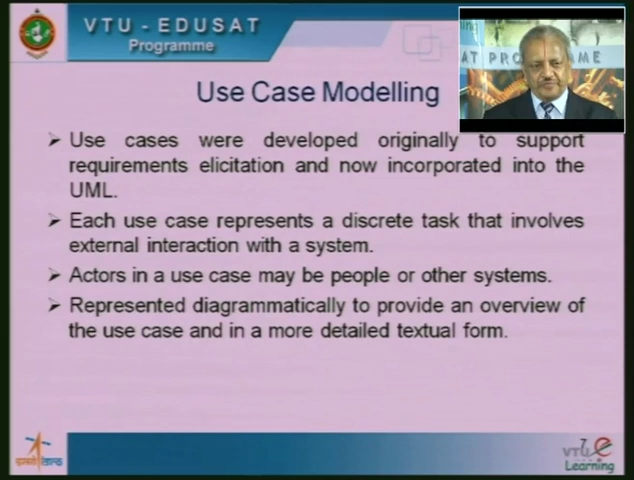 VTU - EDUSAT
Programme
AT PROGRAMME
Use Case Modelling
➢ Use cases were developed originally to support
requirements elicitation and now incorporated into the
UML.
➢ Each use case represents a discrete task that involves
external interaction with a system.
➢ Actors in a use case may be people or other systems.
➢ Represented diagrammatically to provide an overview of
the use case and in a more detailed textual form.
VTU e
Learning